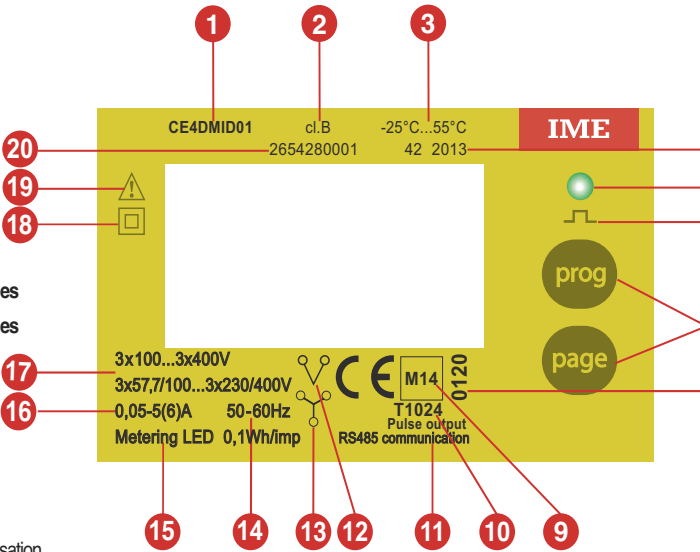 1 2 3
CE4DMID01 cl.B -25°C...55°C IME
20 2654280001 42 2013
19
18
prog
es
es
page
3x100...3x400V
17
3x57,7/100...3x230/400V CE M14 0120
16 0,05-5(6)A 50-60Hz T1024
Pulse output
Metering LED 0,1Wh/imp RS485 communication
15 14 13 12 11 10 9
sation